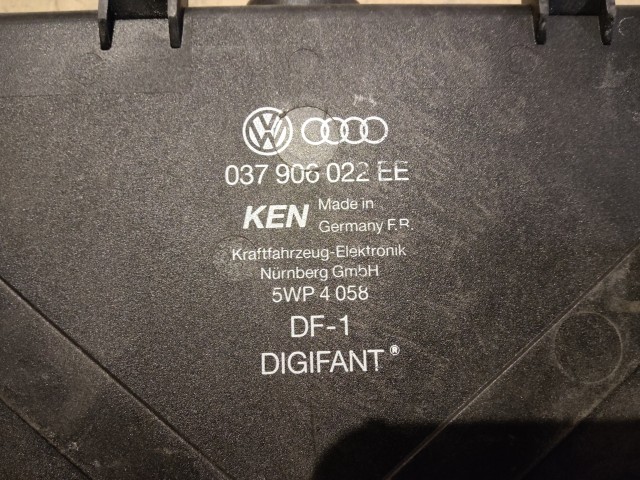 037 906 022 EE
KEN Made in
Germany F.R.
Kraftfahrzeug-Elektronik
Nürnberg GmbH
5WP 4 058
DF-1
DIGIFANT®